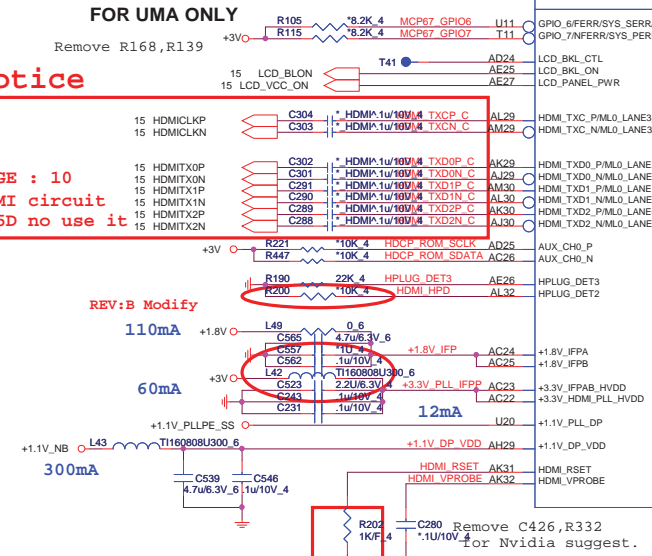 FOR UMA ONLY
Remove R168,R139
R105 *8.2K_4 MCP67_GPIO6 U11 GPIO_6/FERR/SYS_SERR
+3V R115 *8.2K_4 MCP67_GPIO7 T11 GPIO_7/NFERR/SYS_PER
T41 AD24 LCD_BKL_CTL
15 LCD_BLON AE25 LCD_BKL_ON
15 LCD_VCC_ON AE27 LCD_PANEL_PWR
otice
15 HDMICLKP C304 *_HDMI^.1u/10V_4 HDMI_TXCP_C AL29 HDMI_TXC_P/ML0_LANE3
15 HDMICLKN C303 *_HDMI^.1u/10V_4 HDMI_TXCN_C AM29 HDMI_TXC_N/ML0_LANE3
15 HDMITX0P C302 *_HDMI^.1u/10V_4 HDMI_TXD0P_C AK29 HDMI_TXD0_P/ML0_LANE
GE : 10
15 HDMITX0N C301 *_HDMI^.1u/10V_4 HDMI_TXD0N_C AJ29 HDMI_TXD0_N/ML0_LANE
15 HDMITX1P C291 *_HDMI^.1u/10V_4 HDMI_TXD1P_C AM30 HDMI_TXD1_P/ML0_LANE
MI circuit
15 HDMITX1N C290 *_HDMI^.1u/10V_4 HDMI_TXD1N_C AL30 HDMI_TXD1_N/ML0_LANE
15 HDMITX2P C289 *_HDMI^.1u/10V_4 HDMI_TXD2P_C AK30 HDMI_TXD2_P/ML0_LANE
5D no use it
15 HDMITX2N C288 *_HDMI^.1u/10V_4 HDMI_TXD2N_C AJ30 HDMI_TXD2_N/ML0_LANE
+3V R221 *10K_4 HDCP_ROM_SCLK AD25 AUX_CH0_P
R447 *10K_4 HDCP_ROM_SDATA AC26 AUX_CH0_N
R190 22K_4 HPLUG_DET3 AE26 HPLUG_DET3
R200 *10K_4 HDMI_HPD AL32 HPLUG_DET2
REV:B Modify
110mA +1.8V L49 0_6
C565 4.7u/6.3V_6
C557 *1U_4 +1.8V_IFP AC24 +1.8V_IFPA
C562 .1u/10V_4 AC25 +1.8V_IFPB
+3V L42 TI160808U300_6
60mA C523 2.2U/6.3V_6 +3.3V_PLL_IFPP AC23 +3.3V_IFPAB_HVDD
C243 1u/10V_4 AC22 +3.3V_HDMI_PLL_HVDD
C231 .1u/10V_4 12mA
+1.1V_PLLPE_SS U20 +1.1V_PLL_DP
+1.1V_NB L43 TI160808U300_6 +1.1V_DP_VDD AH29 +1.1V_DP_VDD
300mA
HDMI_RSET AK31 HDMI_RSET
C539 4.7u/6.3V_6 C546 .1u/10V_4 HDMI_VPROBE AK32 HDMI_VPROBE
R202 1K/F_4 C280 *.1U/10V_4
Remove C426,R332
for Nvidia suggest.